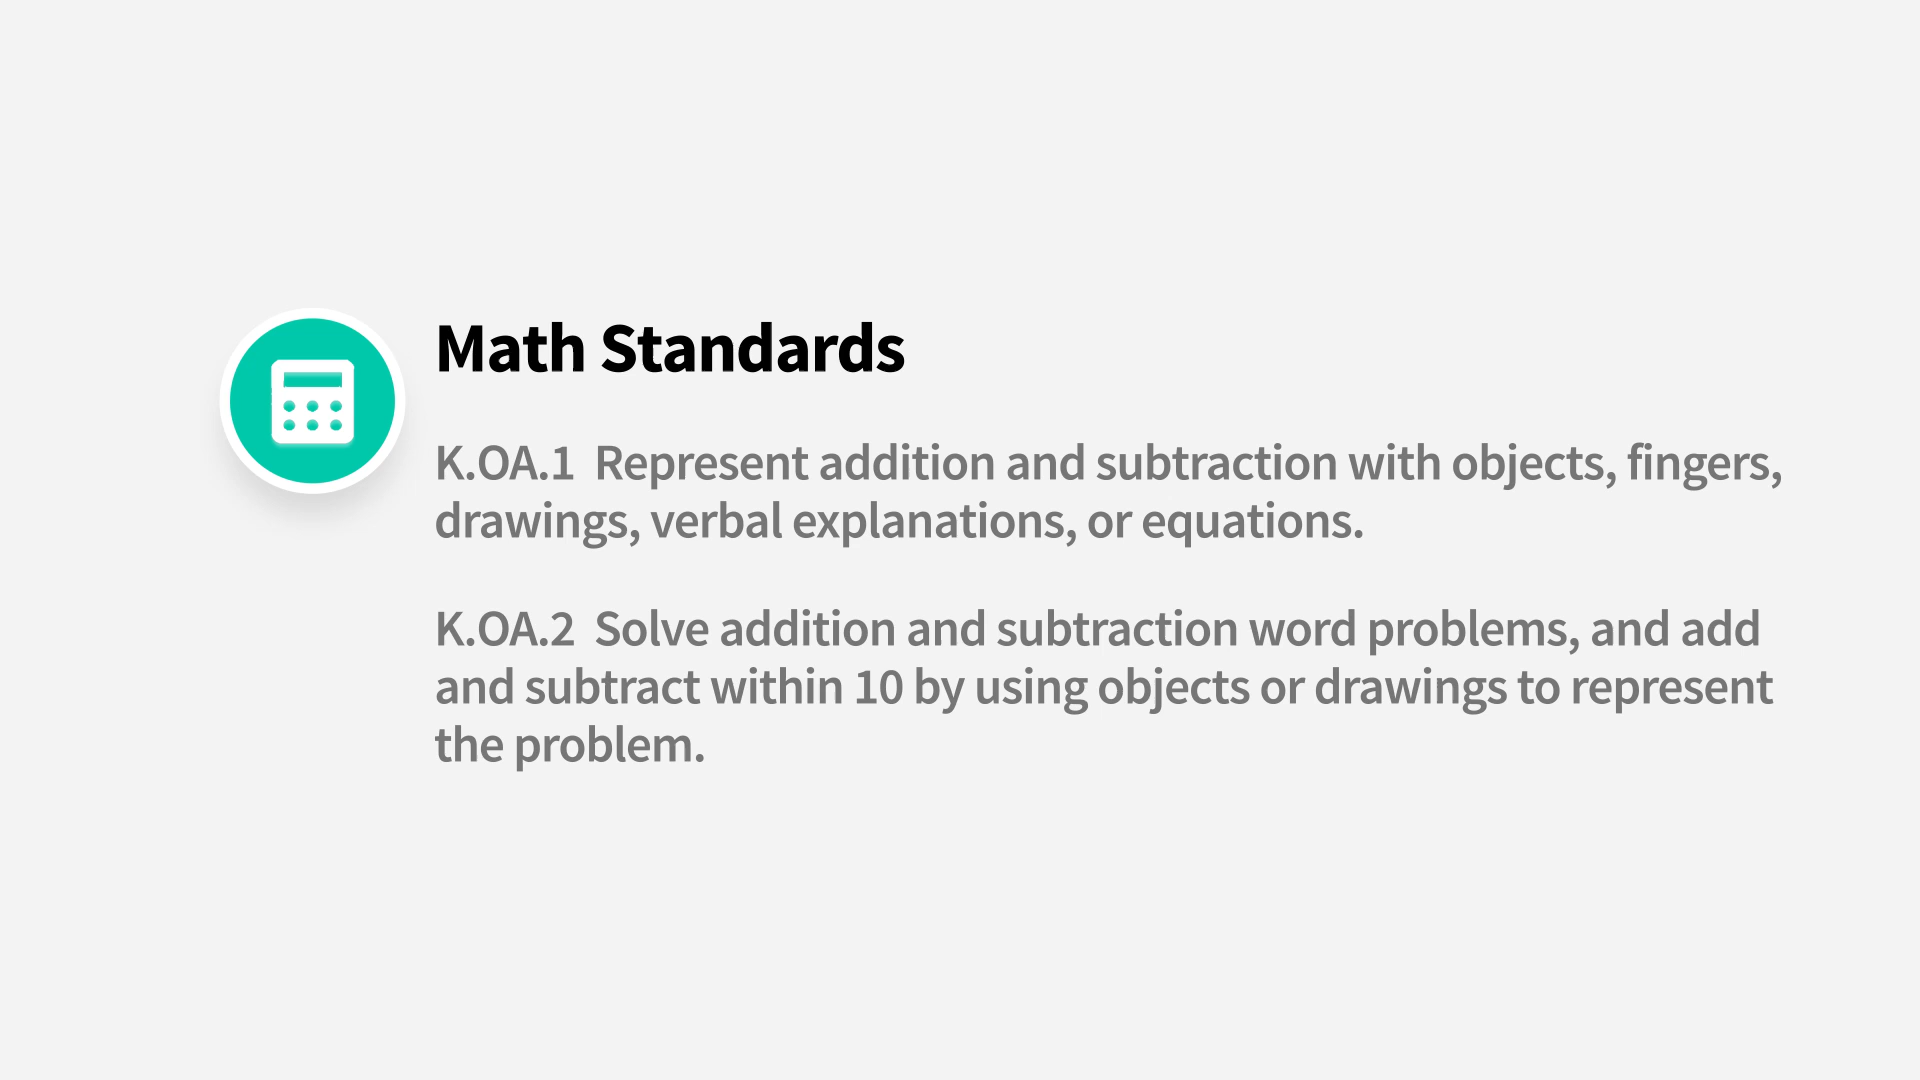 Math Standards
K.OA.1  Represent addition and subtraction with objects, fingers,
drawings, verbal explanations, or equations.
K.OA.2  Solve addition and subtraction word problems, and add
and subtract within 10 by using objects or drawings to represent
the problem.